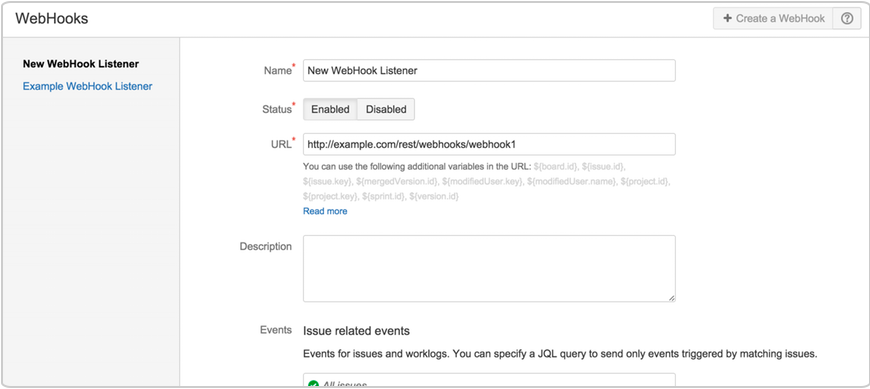 WebHooks
+ Create a WebHook ?
New WebHook Listener
Example WebHook Listener
Name* New WebHook Listener
Status* Enabled Disabled
URL* http://example.com/rest/webhooks/webhook1
You can use the following additional variables in the URL: ${board.id}, ${issue.id},
${issue.key}, ${mergedVersion.id}, ${modifiedUser.key}, ${modifiedUser.name}, ${project.id},
${project.key}, ${sprint.id}, ${version.id}
Read more
Description
Events Issue related events
Events for issues and worklogs. You can specify a JQL query to send only events triggered by matching issues.
All issues